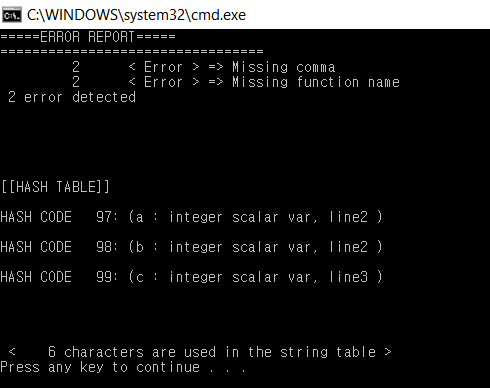 C:\WINDOWS\system32\cmd.exe
=====ERROR REPORT=====
=================================
2 < Error > => Missing comma
2 < Error > => Missing function name
2 error detected
[[HASH TABLE]]
HASH CODE 97: (a : integer scalar var, line2 )
HASH CODE 98: (b : integer scalar var, line2 )
HASH CODE 99: (c : integer scalar var, line3 )
< 6 characters are used in the string table >
Press any key to continue . . .